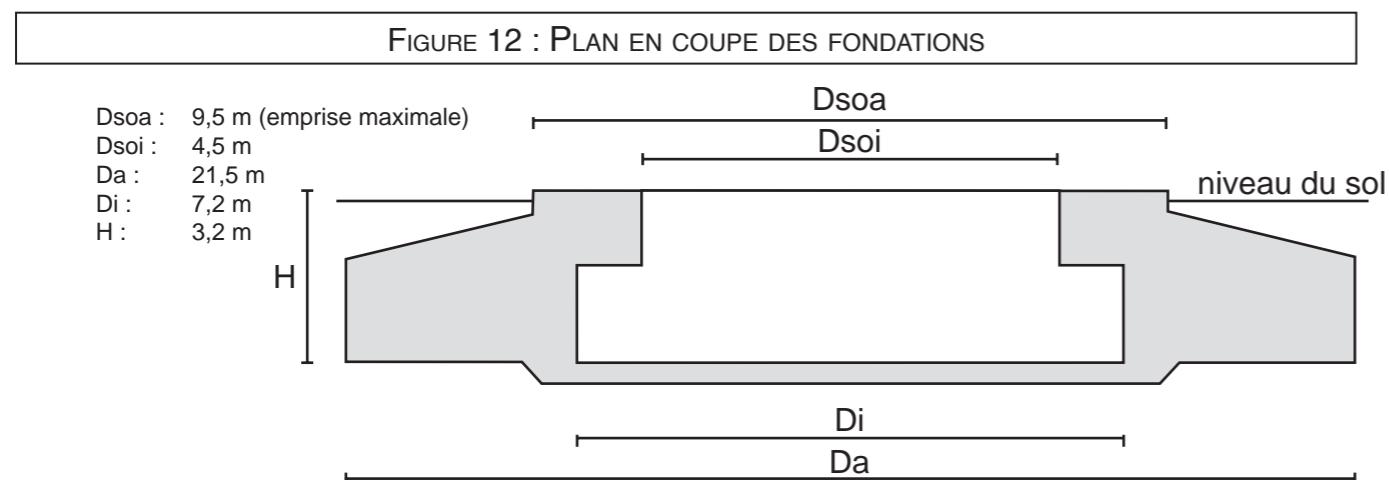 FIGURE 12 : PLAN EN COUPE DES FONDATIONS
Dsoa : 9,5 m (emprise maximale)
Dsoi : 4,5 m
Da : 21,5 m
Di : 7,2 m
H : 3,2 m
Dsoa
Dsoi
niveau du sol
H
Di
Da